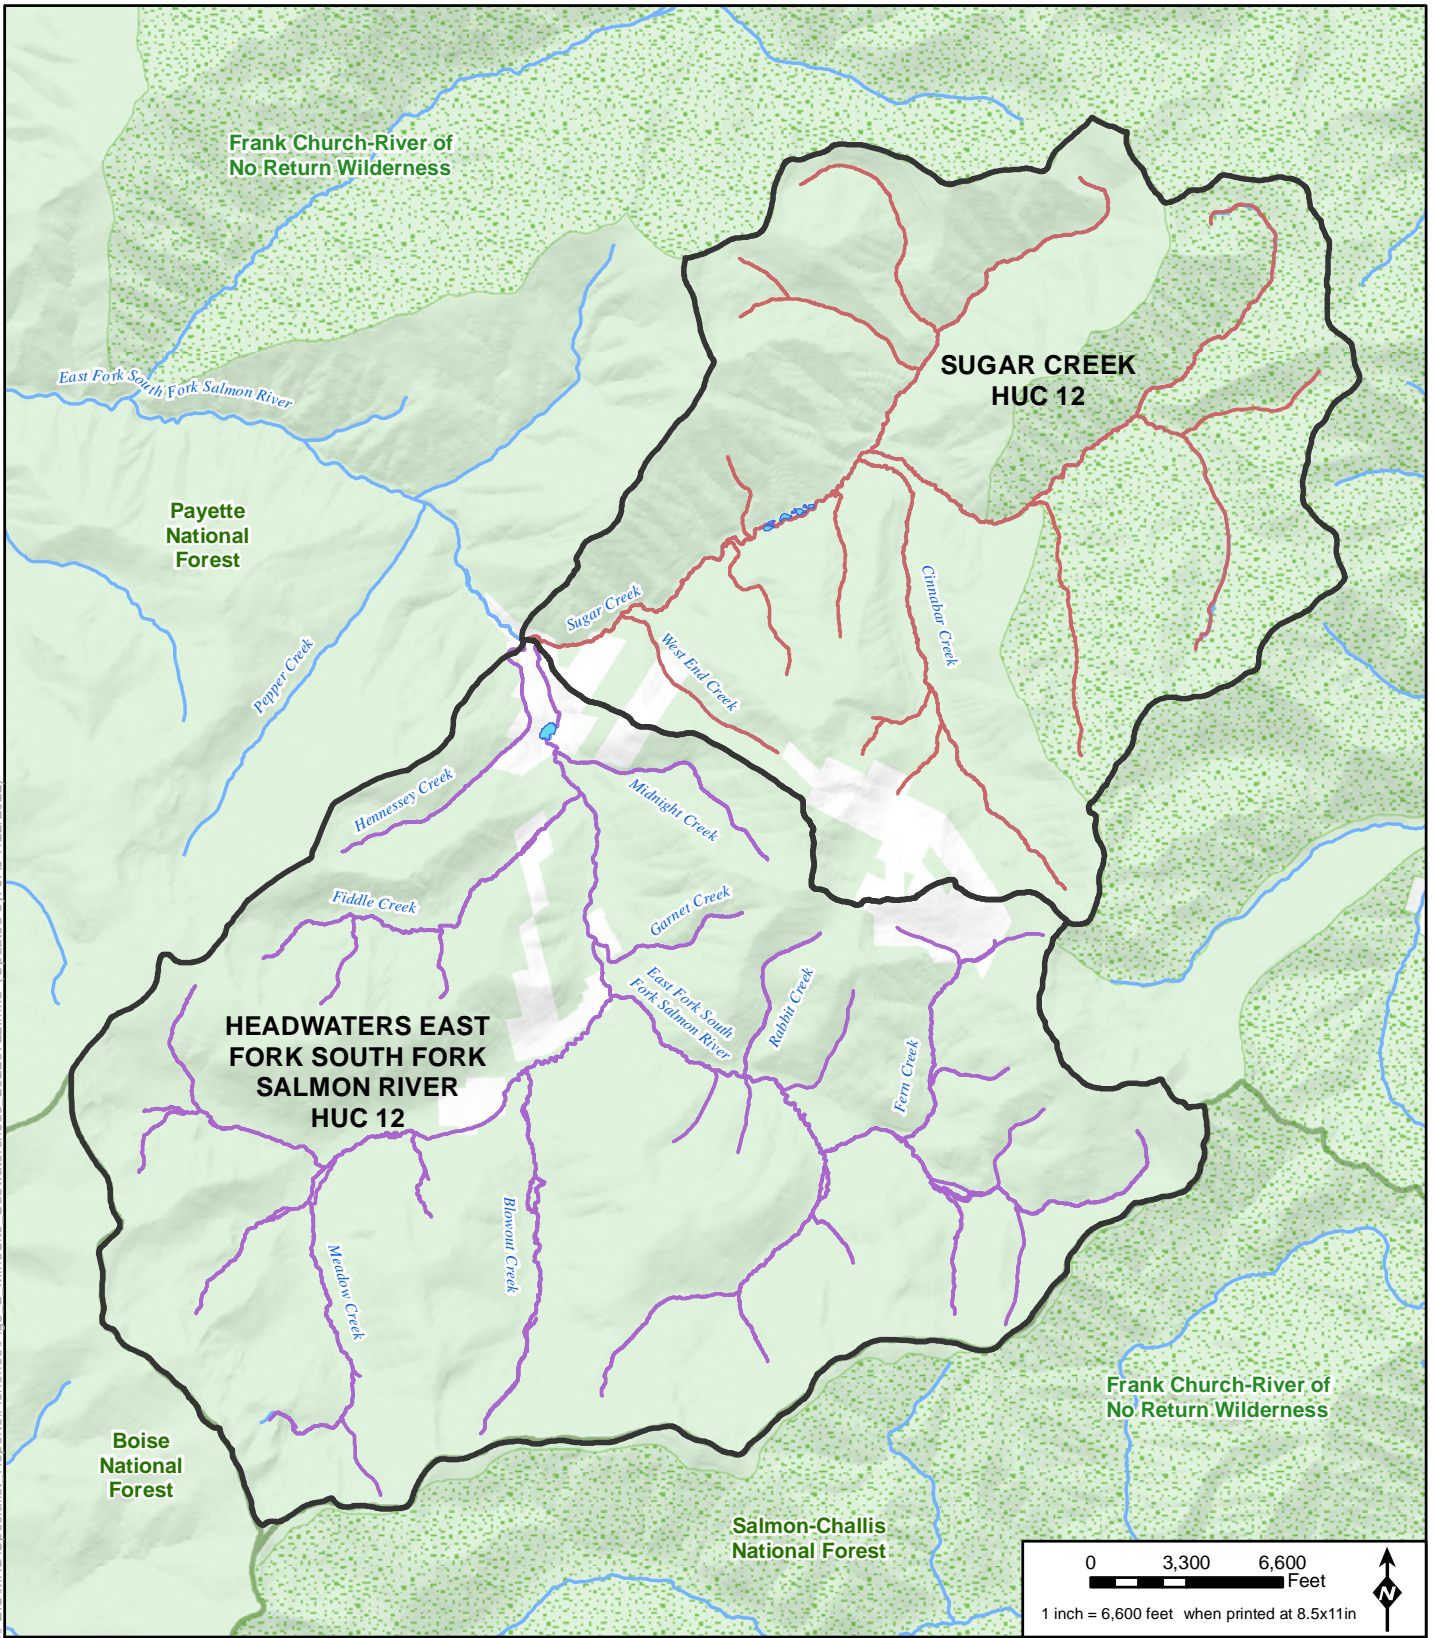 Frank Church-River of
No Return Wilderness
SUGAR CREEK
HUC 12
East Fork South Fork Salmon River
Payette
National
Forest
Sugar Creek
Cinnabar Creek
West End Creek
Pepper Creek
Hennessey Creek
Midnight Creek
Fiddle Creek
Garnet Creek
East Fork South
Fork Salmon River
Rabbit Creek
HEADWATERS EAST
FORK SOUTH FORK
SALMON RIVER
HUC 12
Fern Creek
Blowout Creek
Meadow Creek
Frank Church-River of
No Return Wilderness
Boise
National
Forest
Salmon-Challis
National Forest
0 3,300 6,600
Feet
1 inch = 6,600 feet when printed at 8.5x11in
N